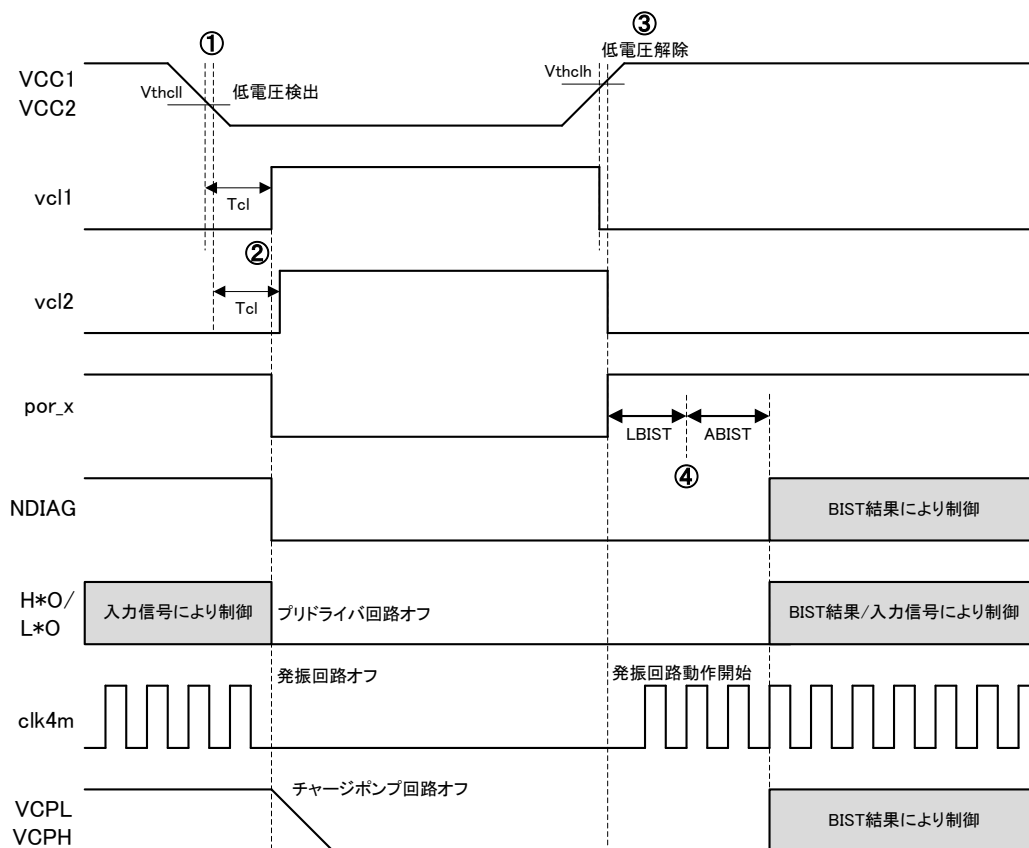 ①
③
低電圧解除
VCC1
VCC2
Vthcll
低電圧検出
Vthclh
vcl1
Tcl
②
vcl2
Tcl
por_x
LBIST
ABIST
④
NDIAG
BIST結果により制御
H*O/
L*O
入力信号により制御
プリドライバ回路オフ
BIST結果/入力信号により制御
発振回路オフ
発振回路動作開始
clk4m
チャージポンプ回路オフ
VCPL
VCPH
BIST結果により制御